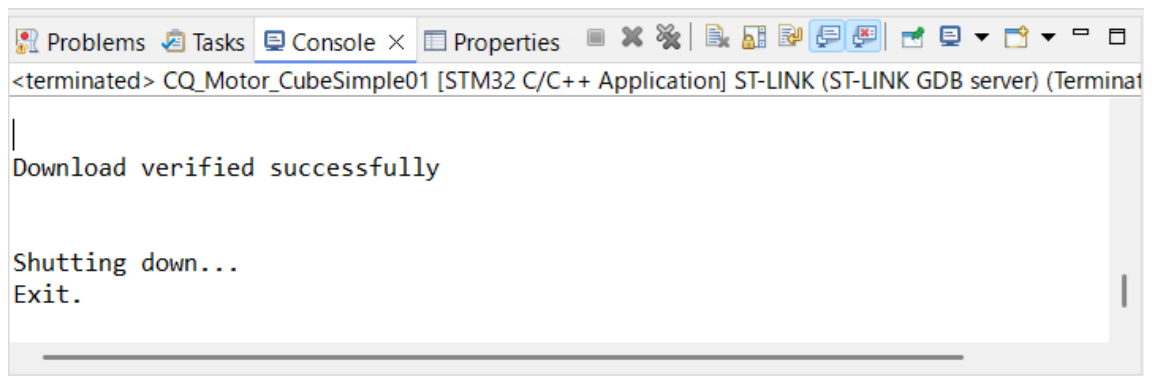 Problems Tasks Console Properties
<terminated> CQ_Motor_CubeSimple01 [STM32 C/C++ Application] ST-LINK (ST-LINK GDB server) (Terminat
Download verified successfully
Shutting down...
Exit.